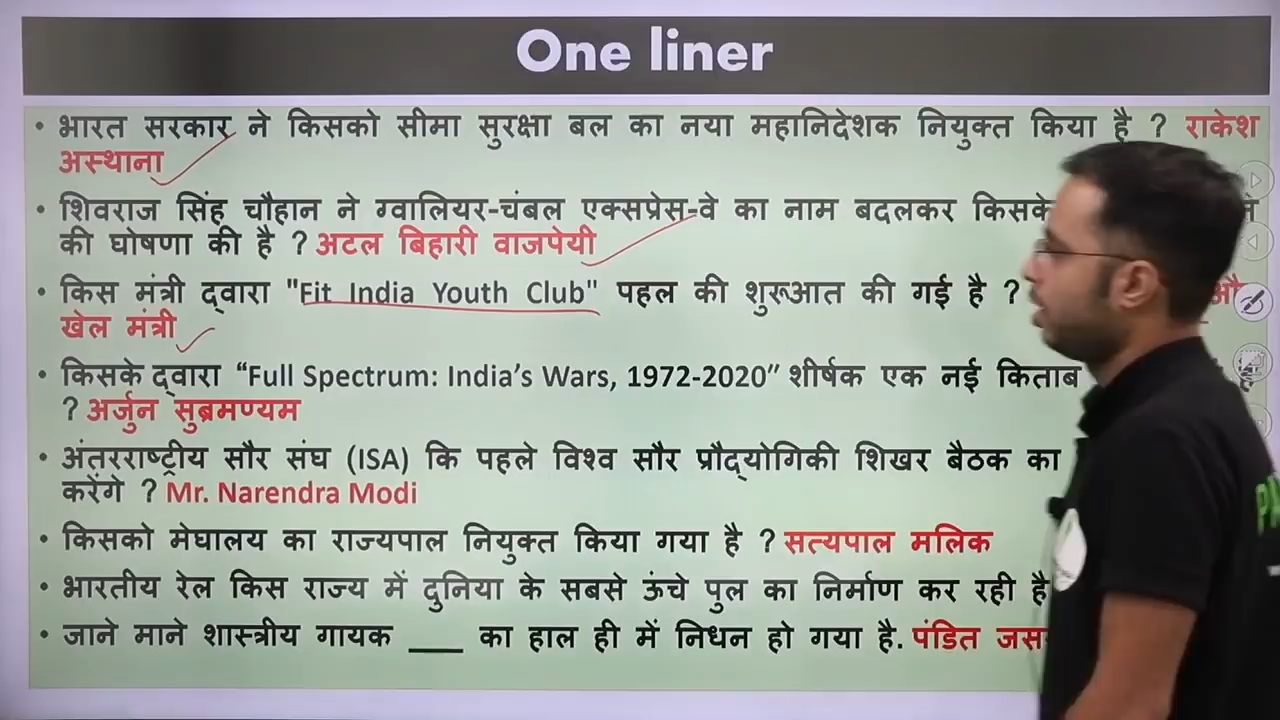 One liner
• भारत सरकार ने किसको सीमा सुरक्षा बल का नया महानिदेशक नियुक्त किया है ? राकेश
अस्थाना
• शिवराज सिंह चौहान ने ग्वालियर-चंबल एक्सप्रेस-वे का नाम बदलकर किसके
की घोषणा की है ? अटल बिहारी वाजपेयी
• किस मंत्री द्वारा "Fit India Youth Club" पहल की शुरूआत की गई है ?
खेल मंत्री
• किसके द्वारा “Full Spectrum: India’s Wars, 1972-2020” शीर्षक एक नई किताब
? अर्जुन सुब्रमण्यम
• अंतरराष्ट्रीय सौर संघ (ISA) कि पहले विश्व सौर प्रौद्योगिकी शिखर बैठक का
करेंगे ? Mr. Narendra Modi
• किसको मेघालय का राज्यपाल नियुक्त किया गया है ? सत्यपाल मलिक
• भारतीय रेल किस राज्य में दुनिया के सबसे ऊंचे पुल का निर्माण कर रही है
• जाने माने शास्त्रीय गायक ___ का हाल ही में निधन हो गया है. पंडित